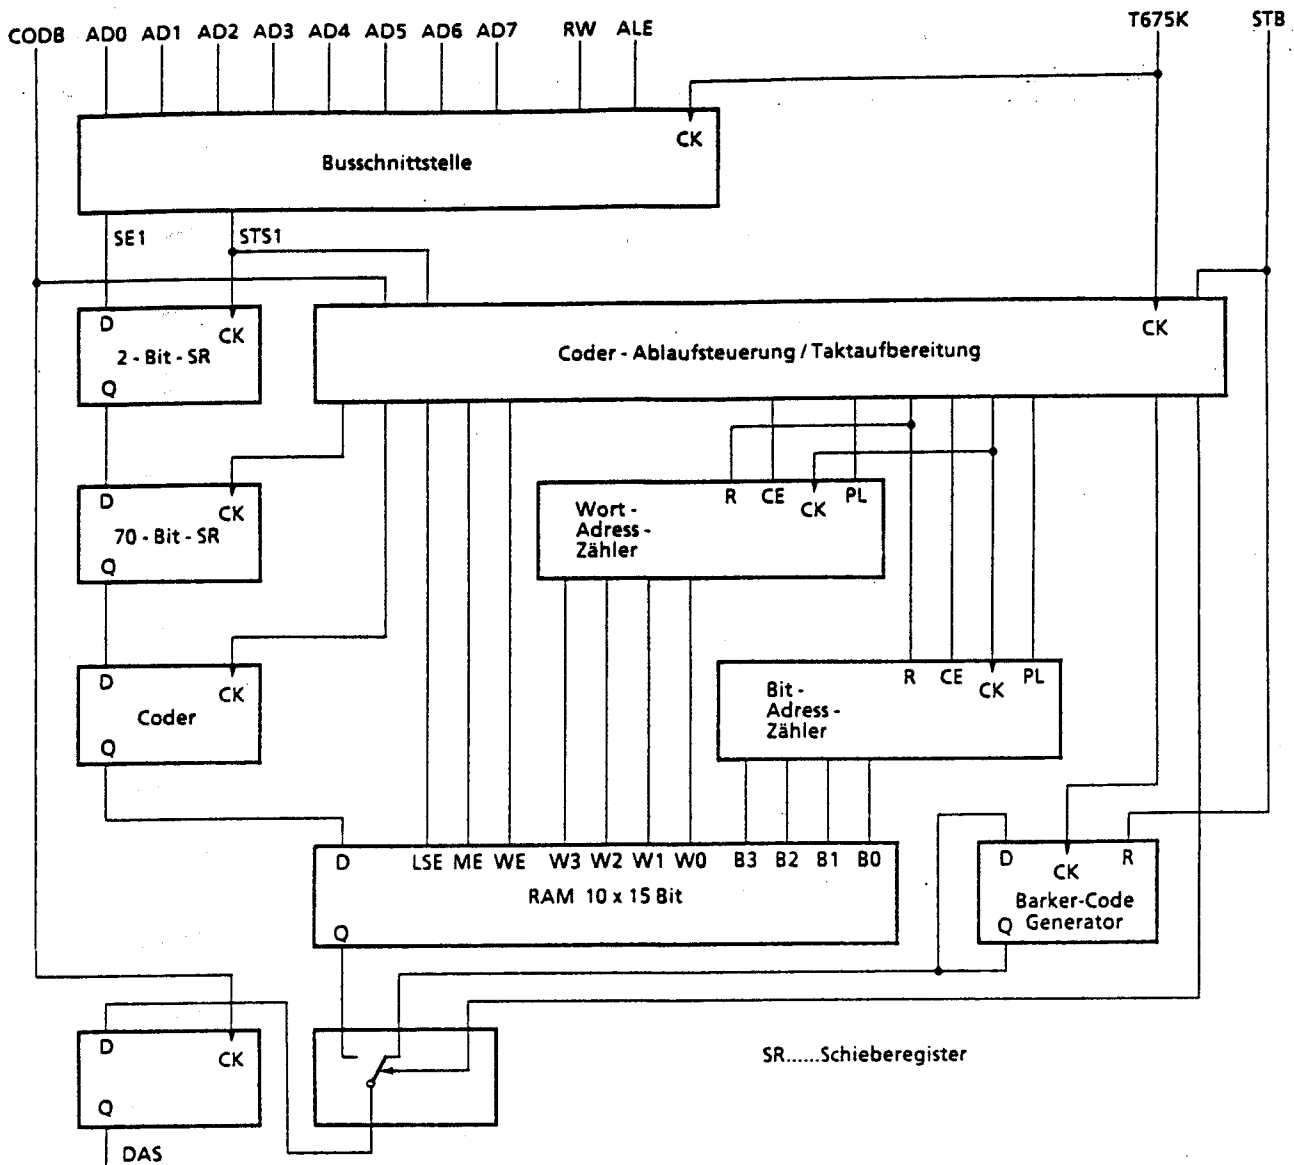 CODB AD0 AD1 AD2 AD3 AD4 AD5 AD6 AD7 RW ALE T675K STB
CK
Busschnittstelle
SE1 STS1
D CK
2 - Bit - SR
Q
CK
Coder - Ablaufsteuerung / Taktaufbereitung
D CK
70 - Bit - SR
Q
R CE CK PL
Wort -
Adress -
Zähler
D CK
Coder
Q
R CE CK PL
Bit -
Adress -
Zähler
D LSE ME WE W3 W2 W1 W0 B3 B2 B1 B0
RAM 10 x 15 Bit
Q
D CK R
Barker-Code
Q Generator
D CK
Q
SR......Schieberegister
DAS